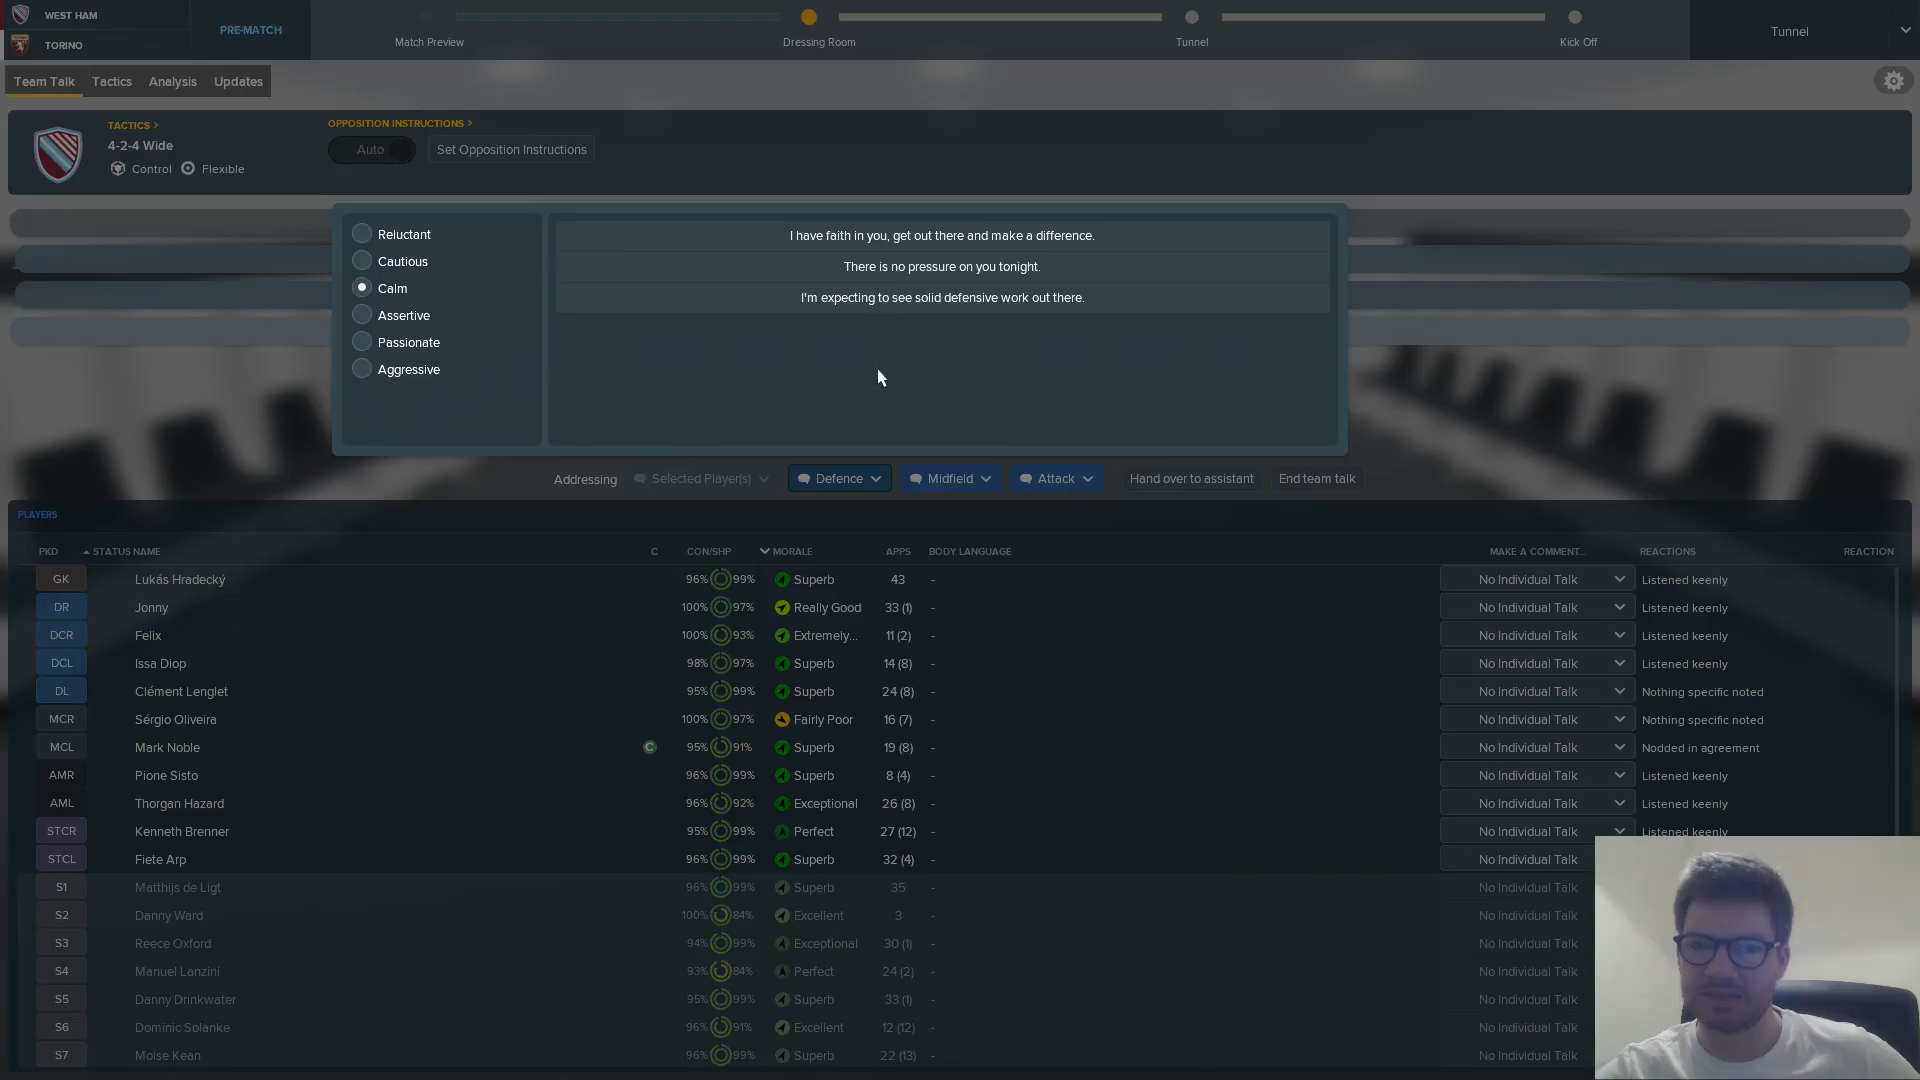 WEST HAM
TORINO
PRE-MATCH
Match Preview
Dressing Room
Tunnel
Kick Off
Tunnel
Team Talk Tactics Analysis Updates
TACTICS >
4-2-4 Wide
Control Flexible
OPPOSITION INSTRUCTIONS >
Auto Set Opposition Instructions
Reluctant
Cautious
Calm
Assertive
Passionate
Aggressive
I have faith in you, get out there and make a difference.
There is no pressure on you tonight.
I'm expecting to see solid defensive work out there.
Addressing Selected Player(s) Defence Midfield Attack Hand over to assistant End team talk
PLAYERS
PKD STATUS NAME C CON/SHP MORALE APPS BODY LANGUAGE MAKE A COMMENT... REACTIONS REACTION
GK Lukás Hradecký 96% 99% Superb 43 - No Individual Talk Listened keenly
DR Jonny 100% 97% Really Good 33 (1) - No Individual Talk Listened keenly
DCR Felix 100% 93% Extremely... 11 (2) - No Individual Talk Listened keenly
DCL Issa Diop 98% 97% Superb 14 (8) - No Individual Talk Listened keenly
DL Clément Lenglet 95% 99% Superb 24 (8) - No Individual Talk Nothing specific noted
MCR Sérgio Oliveira 100% 97% Fairly Poor 16 (7) - No Individual Talk Nothing specific noted
MCL Mark Noble C 95% 91% Superb 19 (8) - No Individual Talk Nodded in agreement
AMR Pione Sisto 96% 99% Superb 8 (4) - No Individual Talk Listened keenly
AML Thorgan Hazard 96% 92% Exceptional 26 (8) - No Individual Talk Listened keenly
STCR Kenneth Brenner 95% 99% Perfect 27 (12) - No Individual Talk Listened keenly
STCL Fiete Arp 96% 99% Superb 32 (4) - No Individual Talk
S1 Matthijs de Ligt 96% 99% Superb 35 - No Individual Talk
S2 Danny Ward 100% 84% Excellent 3 - No Individual Talk
S3 Reece Oxford 94% 99% Exceptional 30 (1) - No Individual Talk
S4 Manuel Lanzini 93% 84% Perfect 24 (2) - No Individual Talk
S5 Danny Drinkwater 95% 99% Superb 33 (1) - No Individual Talk
S6 Dominic Solanke 96% 91% Excellent 12 (12) - No Individual Talk
S7 Moise Kean 96% 99% Superb 22 (13) - No Individual Talk